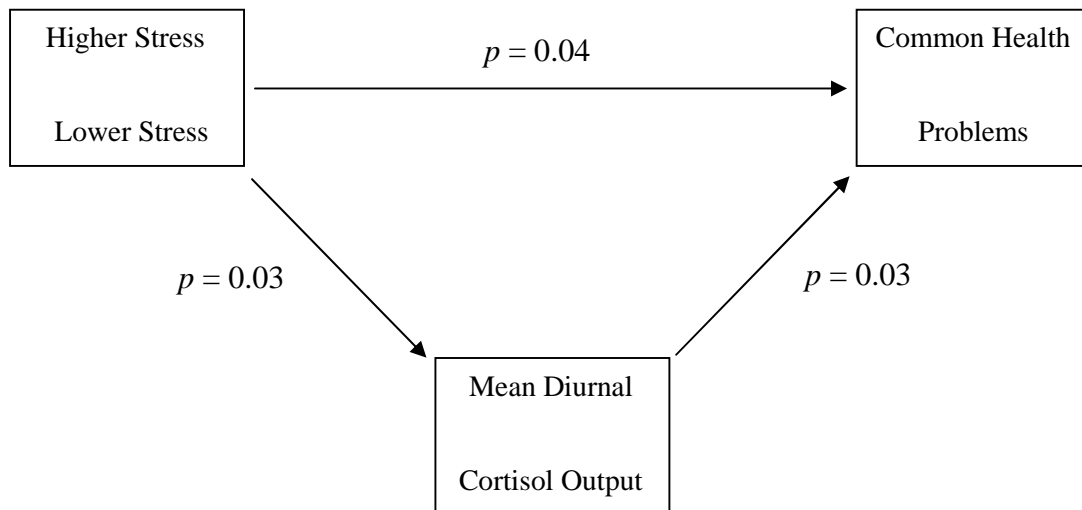 Higher Stress
Lower Stress
p = 0.04
Common Health
Problems
p = 0.03
p = 0.03
Mean Diurnal
Cortisol Output